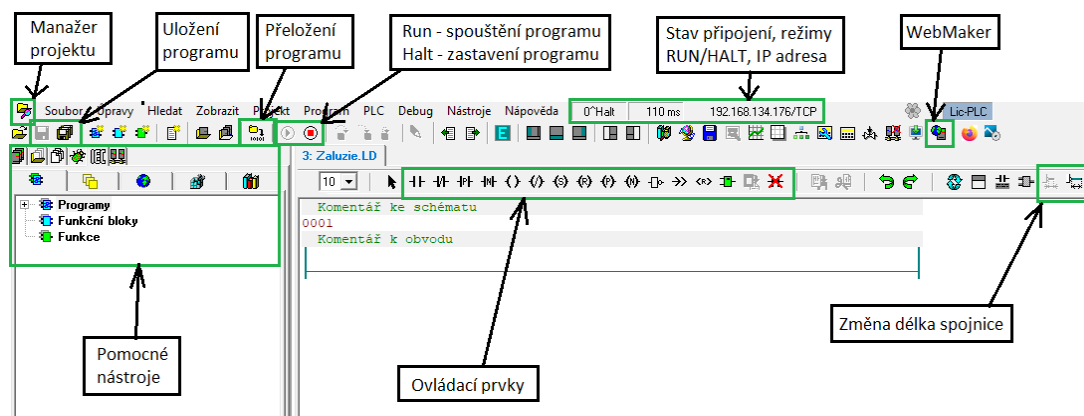 Manažer
projektu
Uložení
programu
Přeložení
programu
Run - spouštění programu
Halt - zastavení programu
Stav připojení, režimy
RUN/HALT, IP adresa
WebMaker
Soubor Úpravy Hledat Zobrazit Projekt Program PLC Debug Nástroje Nápověda 0^Halt 110 ms 192.168.134.176/TCP Lic-PLC
3: Zaluzie.LD
10
Programy
Funkční bloky
Funkce
Komentář ke schématu
0001
Komentář k obvodu
Pomocné
nástroje
Ovládací prvky
Změna délka spojnice